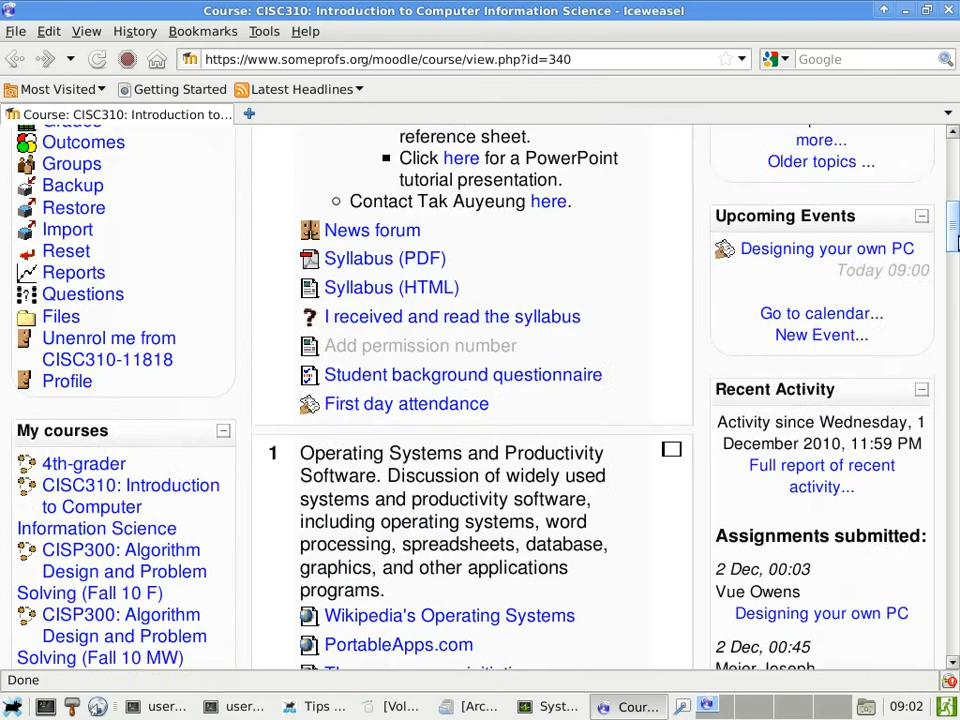 Course: CISC310: Introduction to Computer Information Science - Iceweasel
File Edit View History Bookmarks Tools Help
https://www.someprofs.org/moodle/course/view.php?id=340
Google
Most Visited Getting Started Latest Headlines
Course: CISC310: Introduction to...
Grades
Outcomes
Groups
Backup
Restore
Import
Reset
Reports
Questions
Files
Unenrol me from
CISC310-11818
Profile
My courses
4th-grader
CISC310: Introduction
to Computer
Information Science
CISP300: Algorithm
Design and Problem
Solving (Fall 10 F)
CISP300: Algorithm
Design and Problem
Solving (Fall 10 MW)
reference sheet.
Click here for a PowerPoint
tutorial presentation.
Contact Tak Auyeung here.
News forum
Syllabus (PDF)
Syllabus (HTML)
I received and read the syllabus
Add permission number
Student background questionnaire
First day attendance
1
Operating Systems and Productivity
Software. Discussion of widely used
systems and productivity software,
including operating systems, word
processing, spreadsheets, database,
graphics, and other applications
programs.
Wikipedia's Operating Systems
PortableApps.com
more...
Older topics ...
Upcoming Events
Designing your own PC
Today 09:00
Go to calendar...
New Event...
Recent Activity
Activity since Wednesday, 1
December 2010, 11:59 PM
Full report of recent
activity...
Assignments submitted:
2 Dec, 00:03
Vue Owens
Designing your own PC
2 Dec, 00:45
Meier Joseph
Done
user... user... Tips ... [Vol... [Arc... Syst... Cour... 09:02